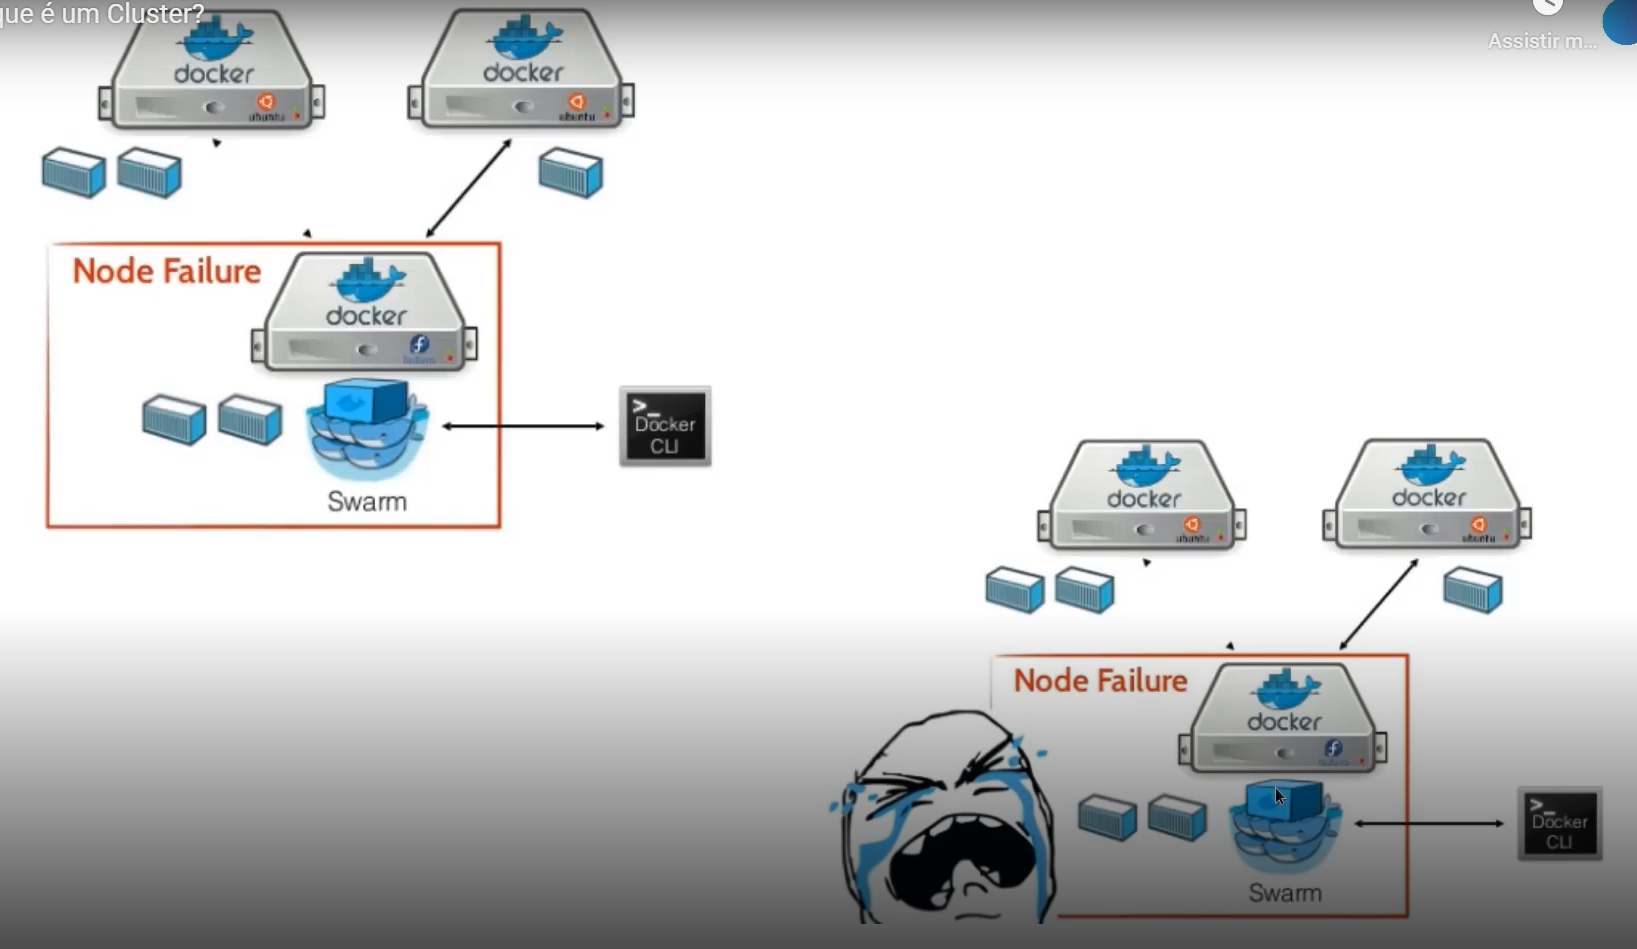 que é um Cluster?
Assistir m...
docker
ubuntu
docker
ubuntu
Node Failure
docker
fedora
>_
Docker
CLI
Swarm
docker
ubuntu
docker
ubuntu
Node Failure
docker
fedora
>_
Docker
CLI
Swarm